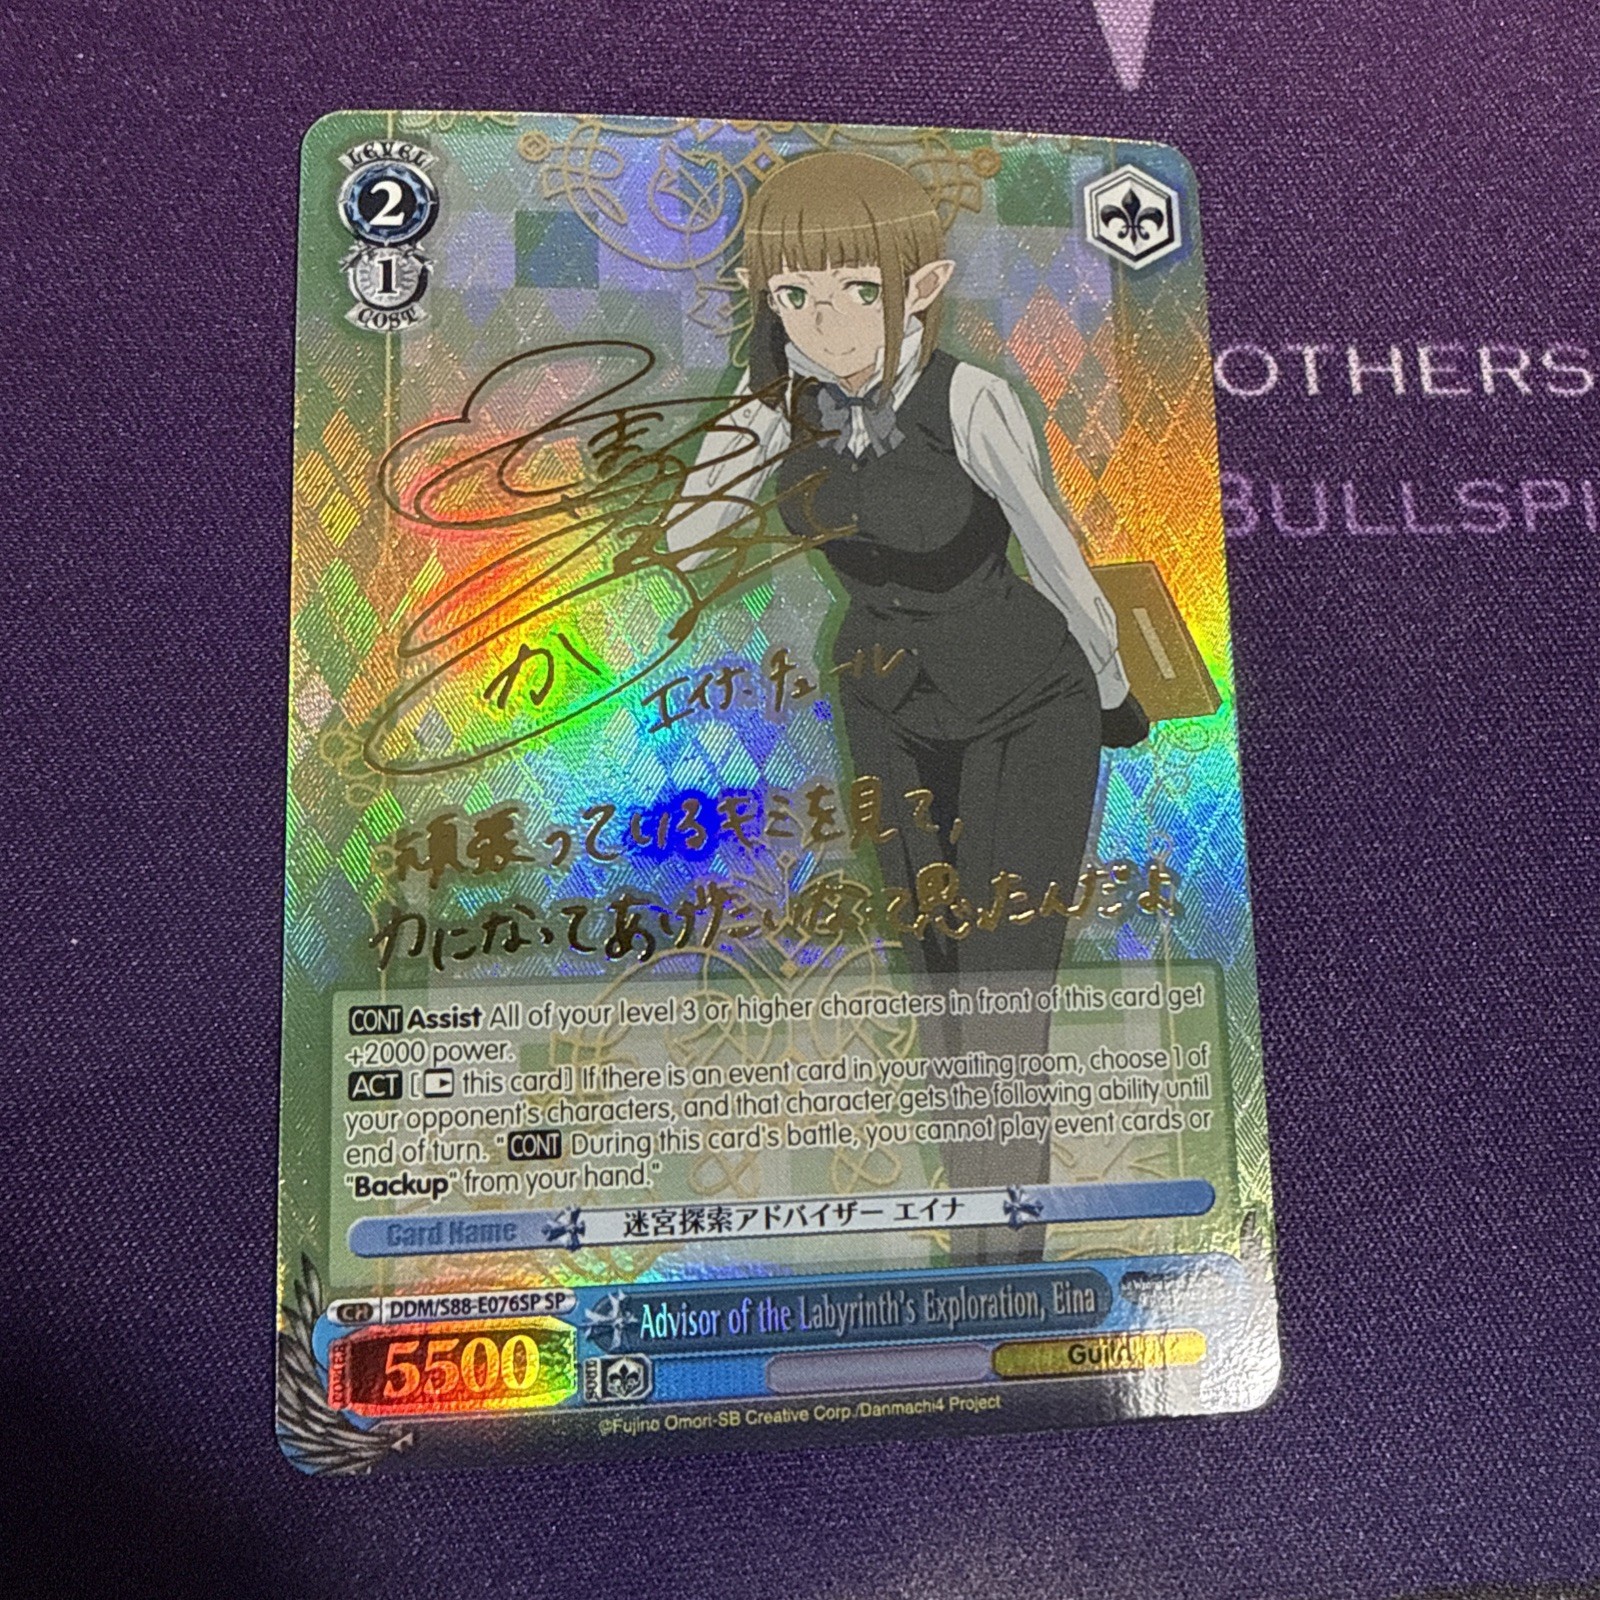 LEVEL
2
1
COST
OTHERS
BULLSPI
か
エイナ・チュール
頑張っているキミを見て、
力になってあげたいなって思ったんだよ
CONT Assist All of your level 3 or higher characters in front of this card get
+2000 power.
ACT [ this card] If there is an event card in your waiting room, choose 1 of
your opponent's characters, and that character gets the following ability until
end of turn. " CONT During this card's battle, you cannot play event cards or
"Backup" from your hand."
Card Name 迷宮探索アドバイザー エイナ
CH DDM/S88-E076SP SP
Advisor of the Labyrinth's Exploration, Eina
POWER 5500
SOUL
Guild
©Fujino Omori-SB Creative Corp./Danmachi4 Project